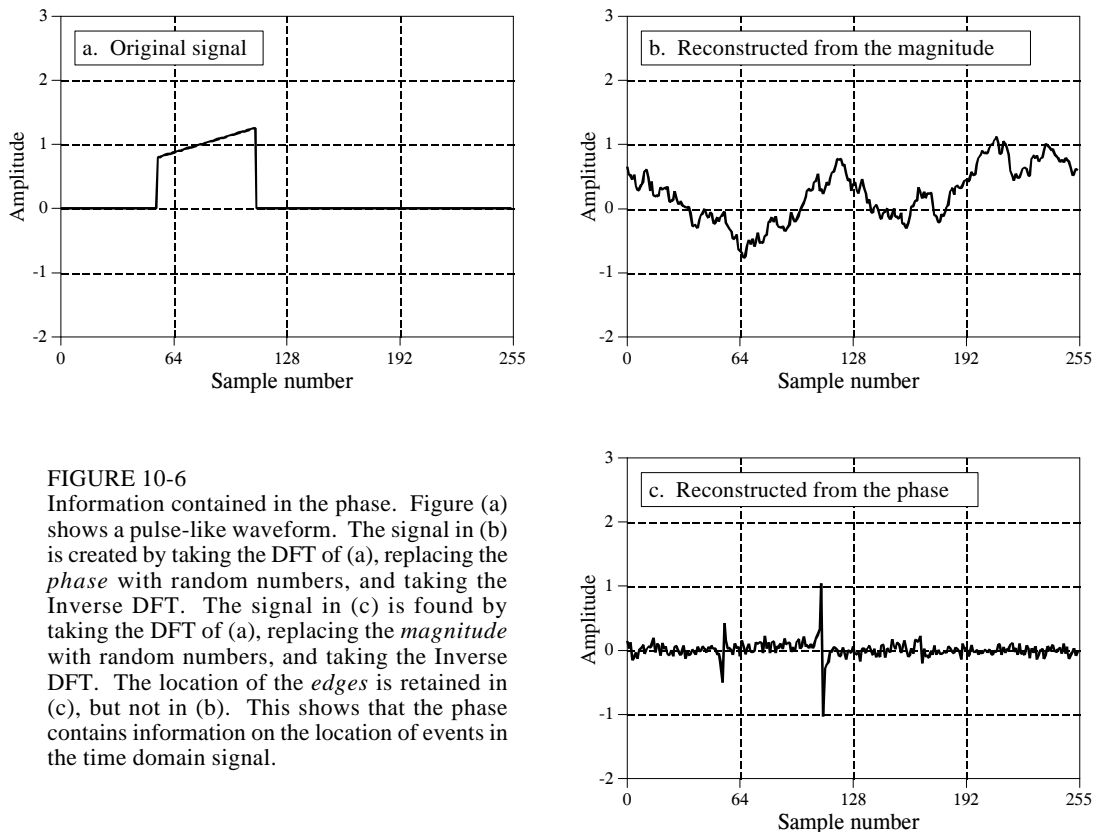 3
2
1
0
-1
-2
Amplitude
a. Original signal
0
64
128
192
255
Sample number
3
2
1
0
-1
-2
Amplitude
b. Reconstructed from the magnitude
0
64
128
192
255
Sample number
FIGURE 10-6
Information contained in the phase. Figure (a)
shows a pulse-like waveform. The signal in (b)
is created by taking the DFT of (a), replacing the
phase with random numbers, and taking the
Inverse DFT. The signal in (c) is found by
taking the DFT of (a), replacing the magnitude
with random numbers, and taking the Inverse
DFT. The location of the edges is retained in
(c), but not in (b). This shows that the phase
contains information on the location of events in
the time domain signal.
3
2
1
0
-1
-2
Amplitude
c. Reconstructed from the phase
0
64
128
192
255
Sample number